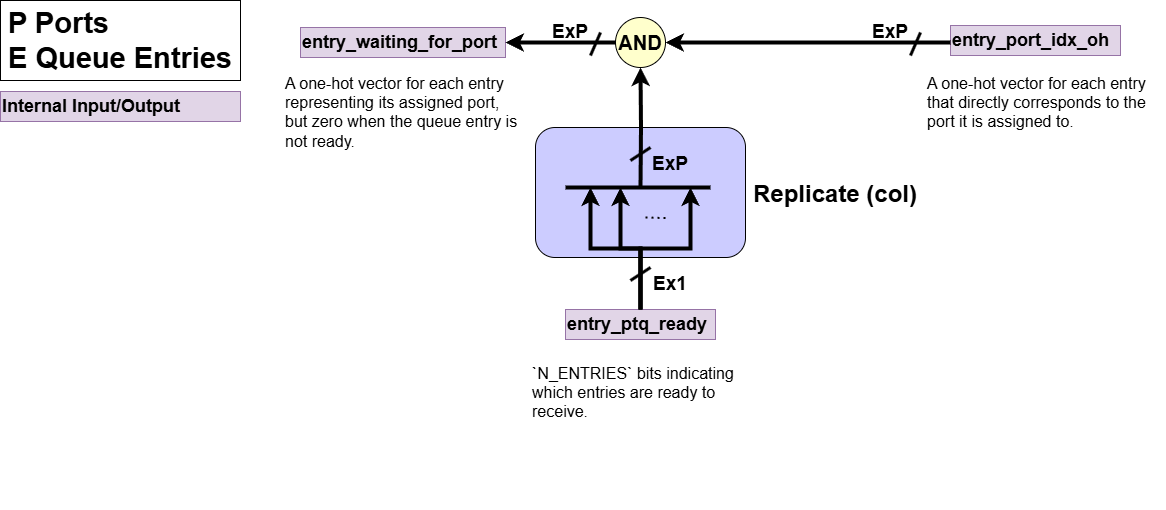 P Ports
E Queue Entries
Internal Input/Output
entry_waiting_for_port
ExP
AND
ExP
entry_port_idx_oh
A one-hot vector for each entry
representing its assigned port,
but zero when the queue entry is
not ready.
A one-hot vector for each entry
that directly corresponds to the
port it is assigned to.
ExP
Replicate (col)
....
Ex1
entry_ptq_ready
`N_ENTRIES` bits indicating
which entries are ready to
receive.